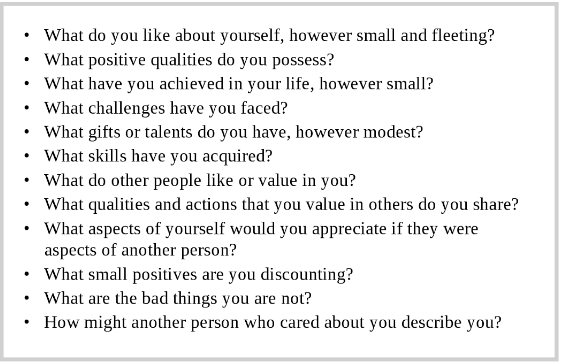 • What do you like about yourself, however small and fleeting?
• What positive qualities do you possess?
• What have you achieved in your life, however small?
• What challenges have you faced?
• What gifts or talents do you have, however modest?
• What skills have you acquired?
• What do other people like or value in you?
• What qualities and actions that you value in others do you share?
• What aspects of yourself would you appreciate if they were
aspects of another person?
• What small positives are you discounting?
• What are the bad things you are not?
• How might another person who cared about you describe you?